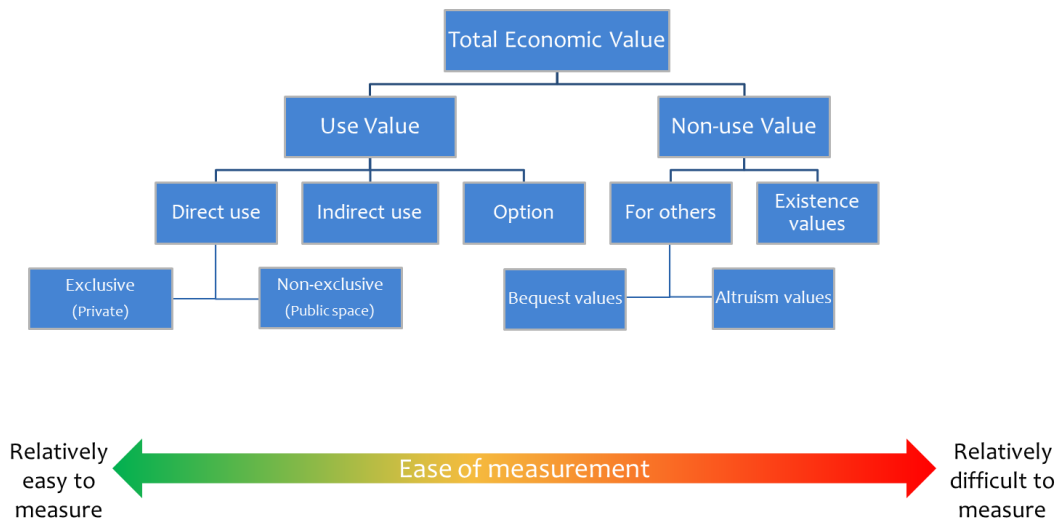 Total Economic Value
Use Value
Non-use Value
Direct use
Indirect use
Option
For others
Existence
values
Exclusive
(Private)
Non-exclusive
(Public space)
Bequest values
Altruism values
Relatively
easy to
measure
Ease of measurement
Relatively
difficult to
measure